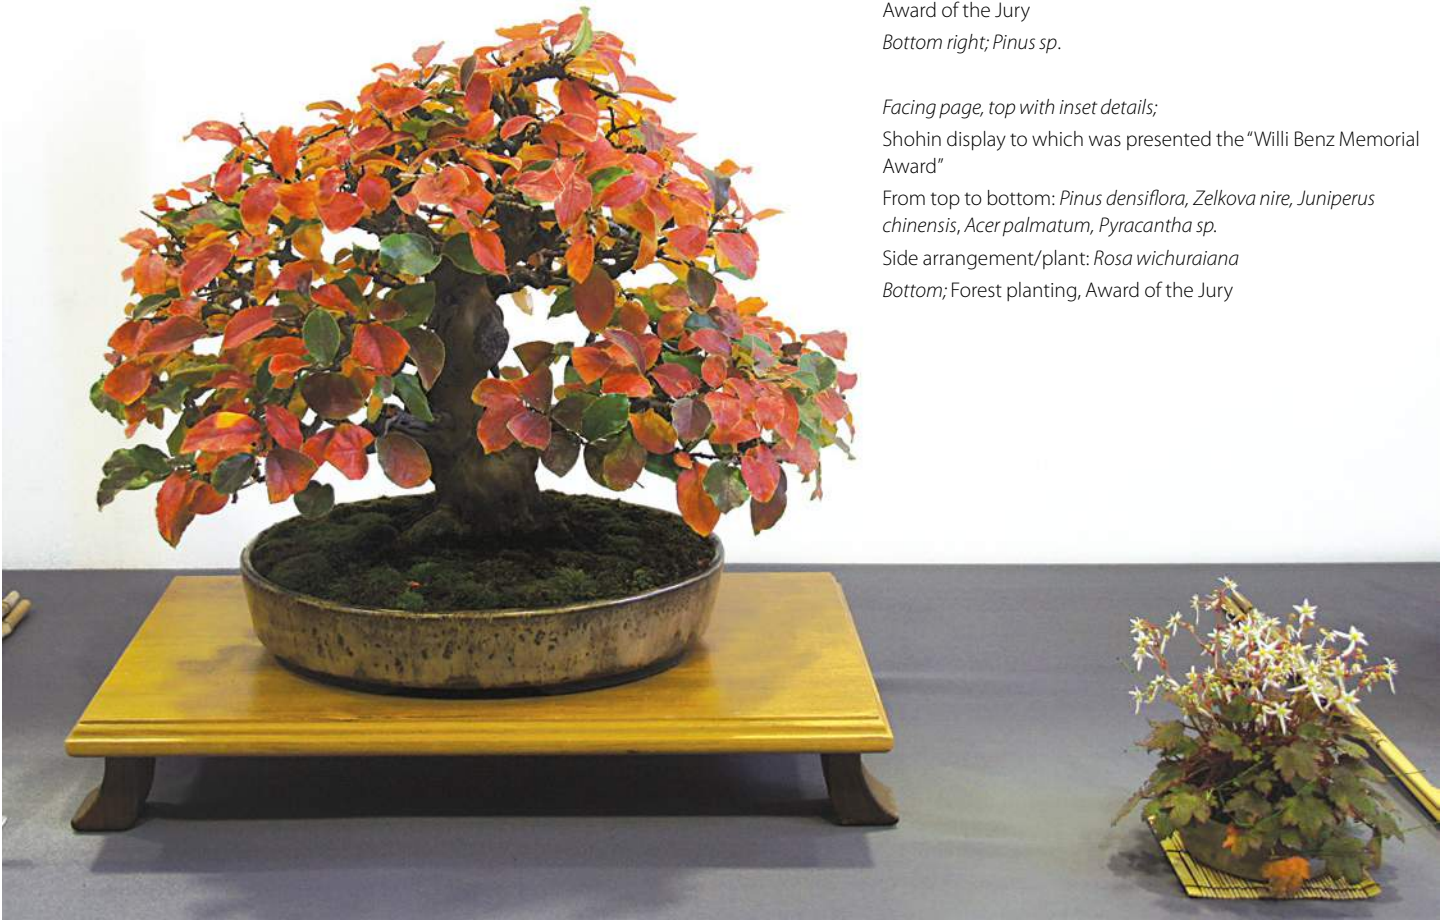 Award of the Jury
Bottom right; Pinus sp.
Facing page, top with inset details;
Shohin display to which was presented the “Willi Benz Memorial
Award”
From top to bottom: Pinus densiflora, Zelkova nire, Juniperus
chinensis, Acer palmatum, Pyracantha sp.
Side arrangement/plant: Rosa wichuraiana
Bottom; Forest planting, Award of the Jury